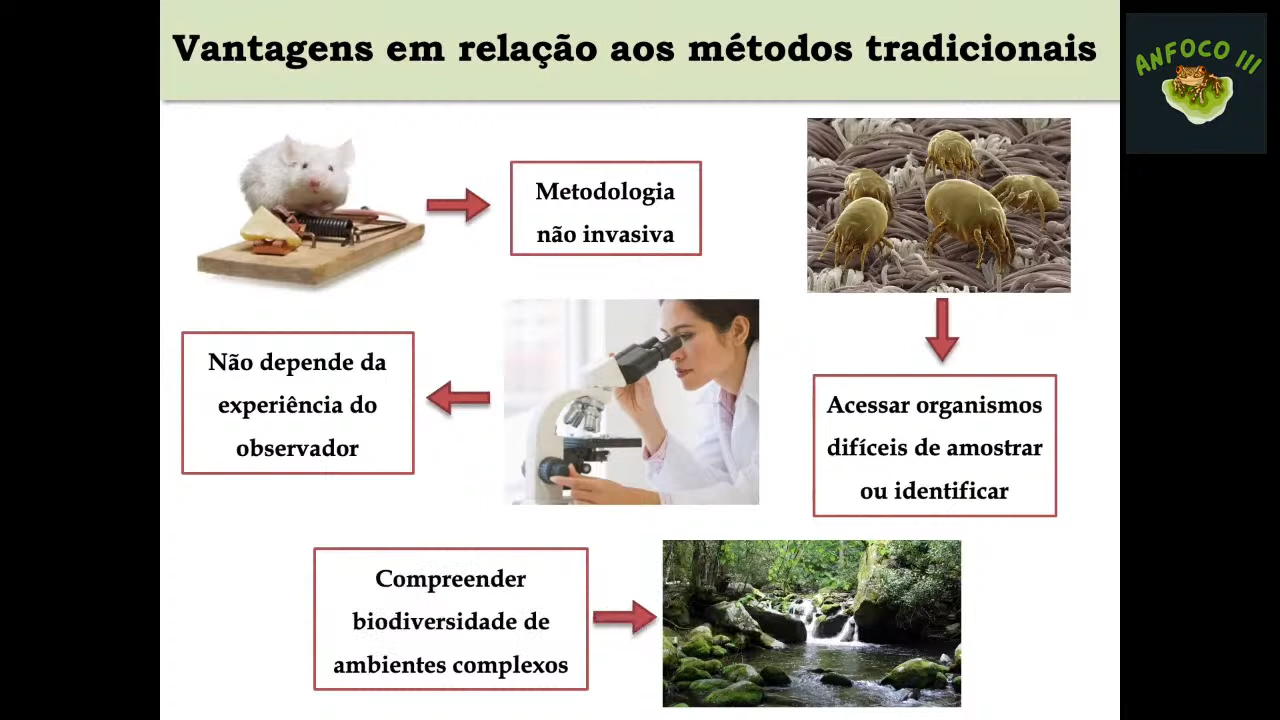 Vantagens em relação aos métodos tradicionais
ANFOCO III
Metodologia
não invasiva
Não depende da
experiência do
observador
Acessar organismos
difíceis de amostrar
ou identificar
Compreender
biodiversidade de
ambientes complexos